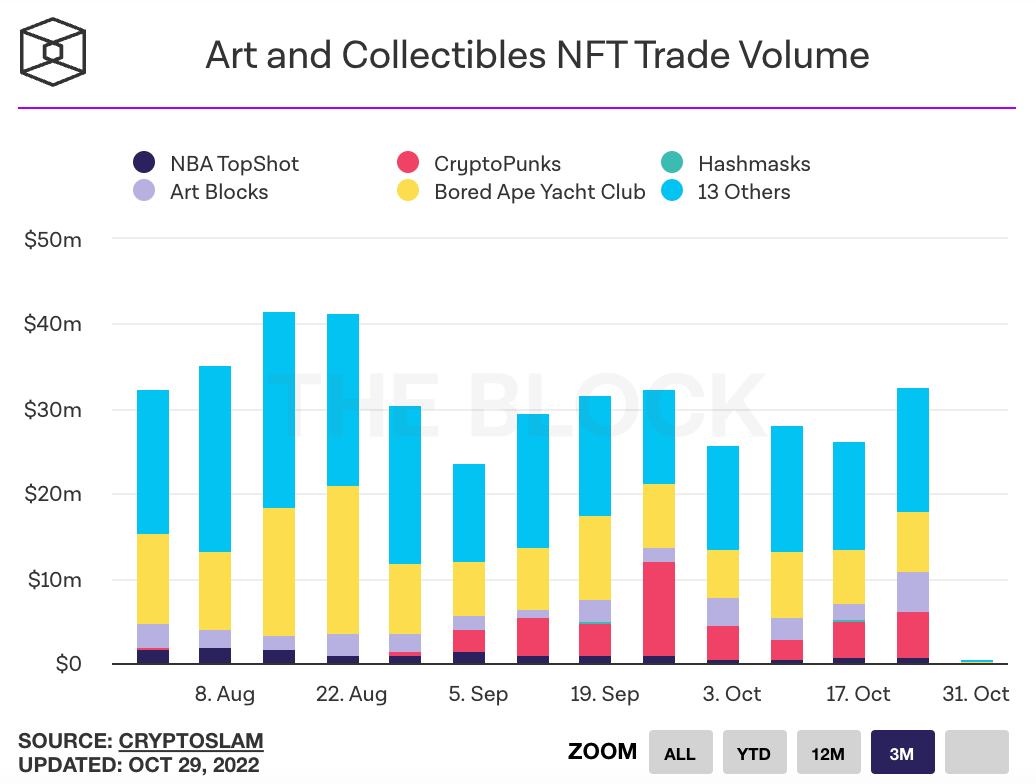 Art and Collectibles NFT Trade Volume
NBA TopShot
CryptoPunks
Hashmasks
Art Blocks
Bored Ape Yacht Club
13 Others
$50m
$40m
$30m
$20m
$10m
$0
THE BLOCK
8. Aug
22. Aug
5. Sep
19. Sep
3. Oct
17. Oct
31. Oct
SOURCE: CRYPTOSLAM
UPDATED: OCT 29, 2022
ZOOM
ALL
YTD
12M
3M